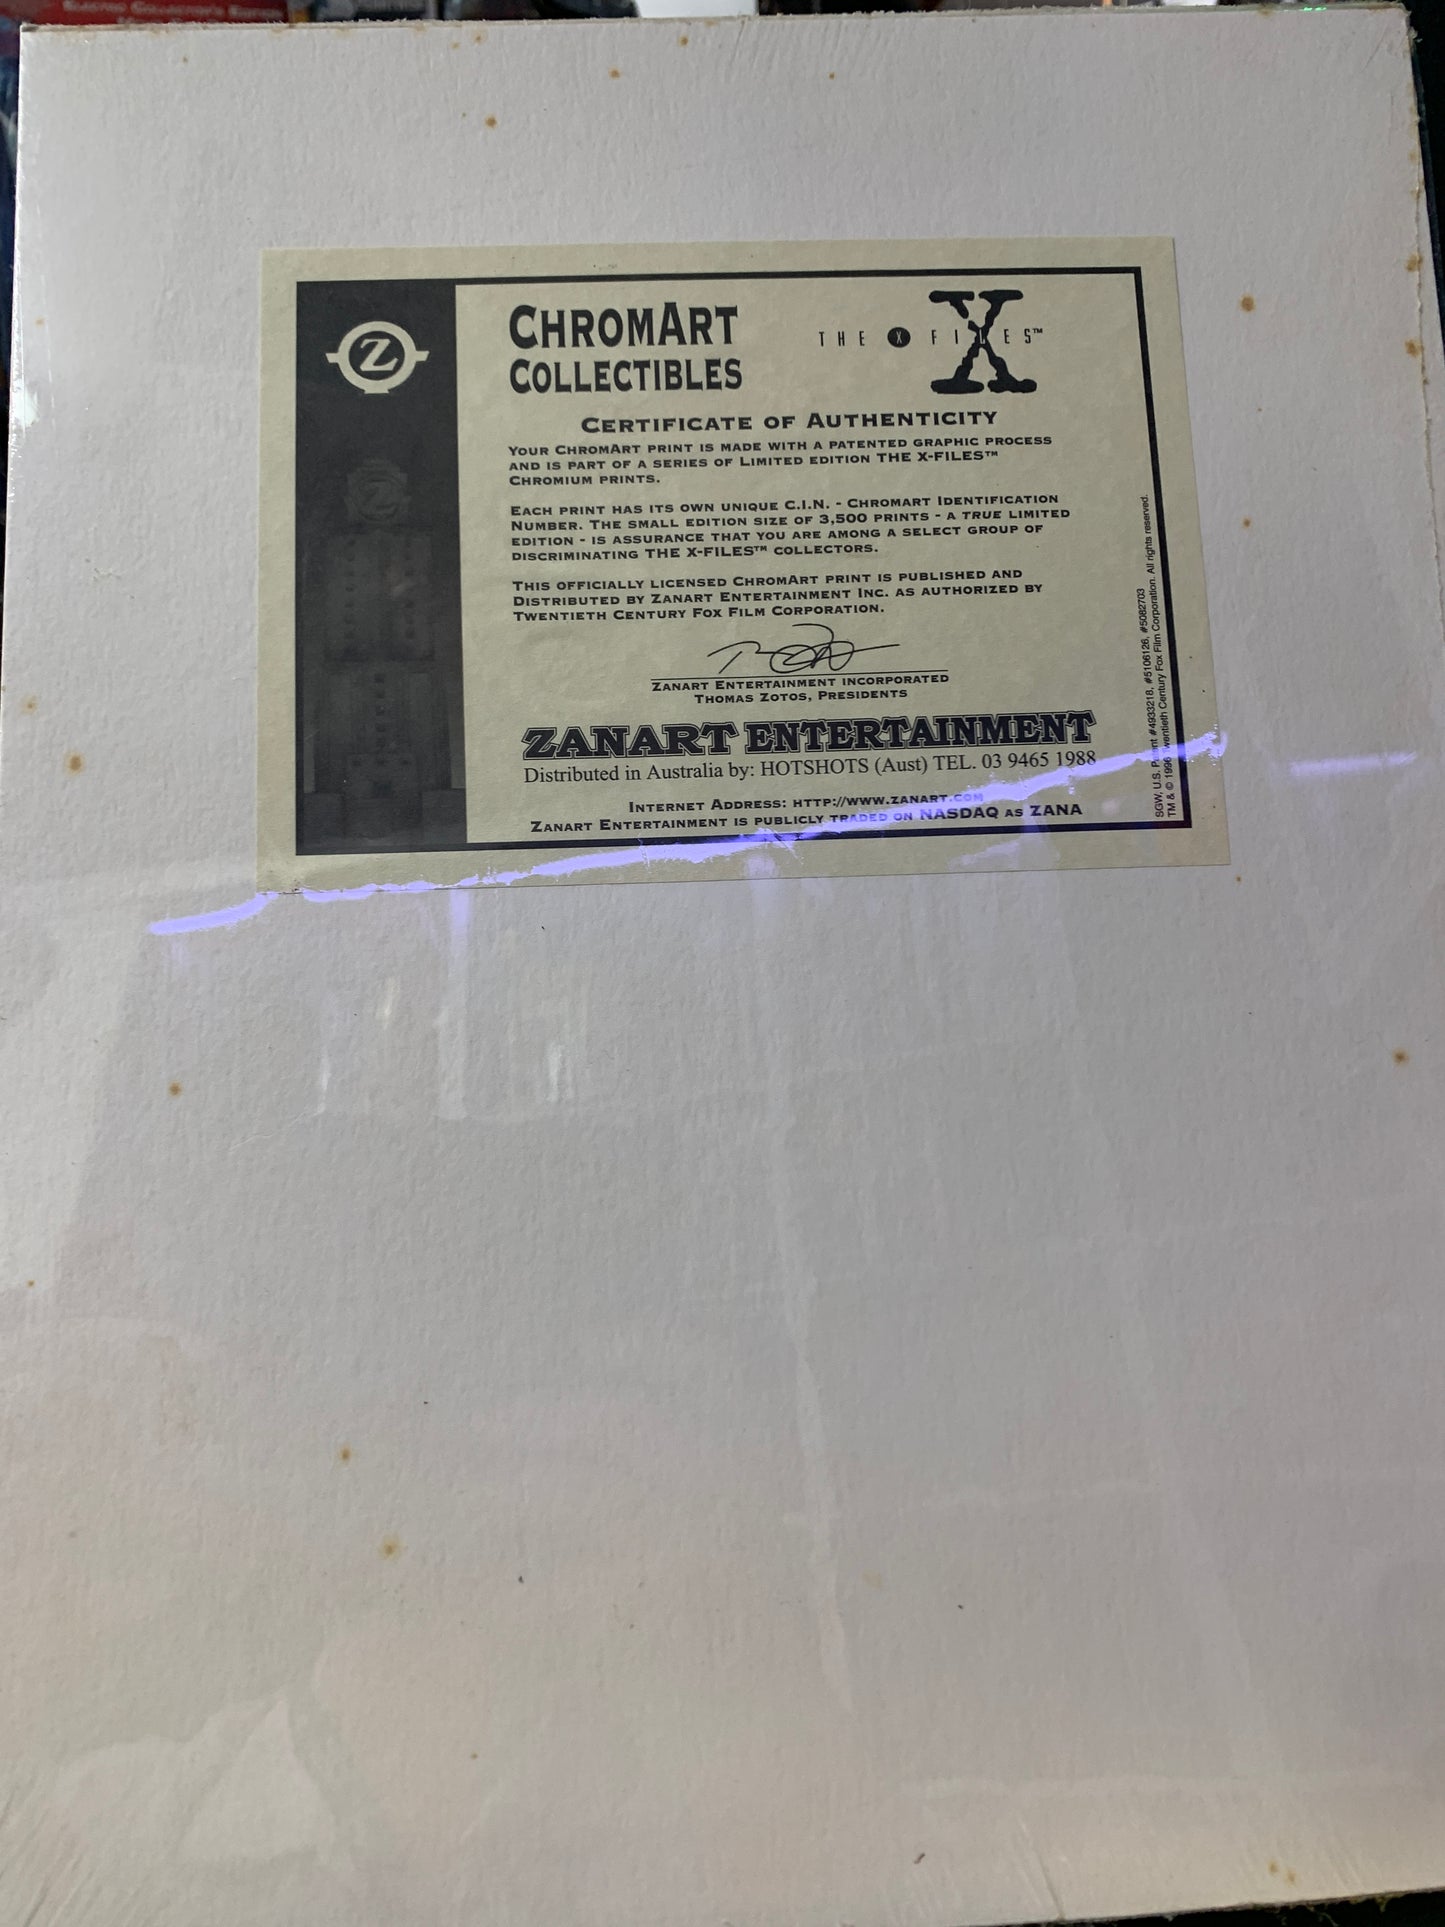 Z
CHROMART
COLLECTIBLES
THE X FILES™
X
CERTIFICATE OF AUTHENTICITY
YOUR CHROMART PRINT IS MADE WITH A PATENTED GRAPHIC PROCESS
AND IS PART OF A SERIES OF LIMITED EDITION THE X-FILES™
CHROMIUM PRINTS.
EACH PRINT HAS ITS OWN UNIQUE C.I.N. - CHROMART IDENTIFICATION
NUMBER. THE SMALL EDITION SIZE OF 3,500 PRINTS - A TRUE LIMITED
EDITION - IS ASSURANCE THAT YOU ARE AMONG A SELECT GROUP OF
DISCRIMINATING THE X-FILES™ COLLECTORS.
THIS OFFICIALLY LICENSED CHROMART PRINT IS PUBLISHED AND
DISTRIBUTED BY ZANART ENTERTAINMENT INC. AS AUTHORIZED BY
TWENTIETH CENTURY FOX FILM CORPORATION.
ZANART ENTERTAINMENT INCORPORATED
THOMAS ZOTOS, PRESIDENTS
ZANART ENTERTAINMENT
Distributed in Australia by: HOTSHOTS (Aust) TEL. 03 9465 1988
INTERNET ADDRESS: HTTP://WWW.ZANART.COM
ZANART ENTERTAINMENT IS PUBLICLY TRADED ON NASDAQ AS ZANA
SGW, U.S. Patent #4933218, #5106126, #5082703
TM & © 1996 Twentieth Century Fox Film Corporation. All rights reserved.